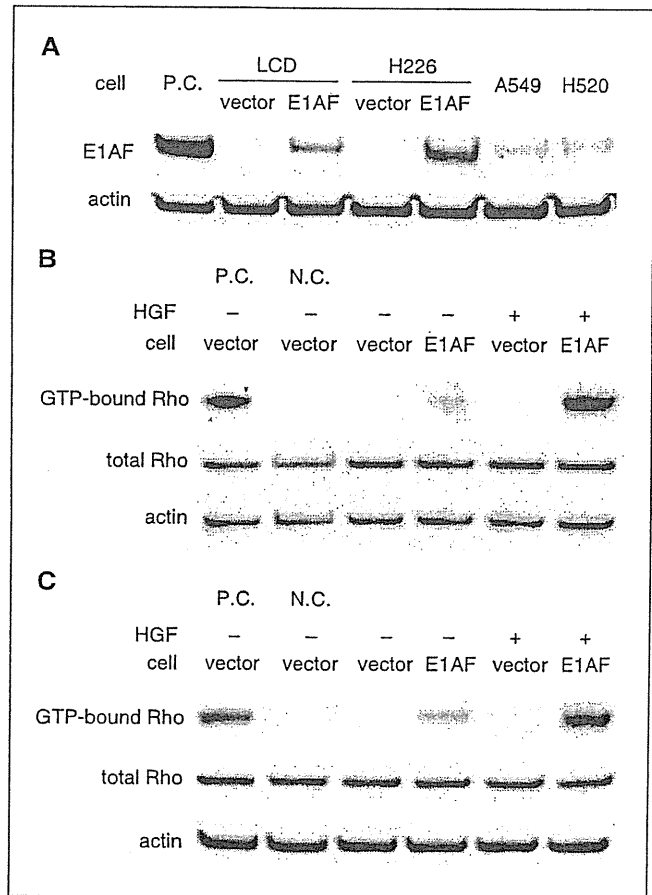 A
LCD H226
cell P.C. A549 H520
vector E1AF vector E1AF
E1AF
actin
B
P.C. N.C.
HGF − − − − + +
cell vector vector vector E1AF vector E1AF
GTP-bound Rho
total Rho
actin
C
P.C. N.C.
HGF − − − − + +
cell vector vector vector E1AF vector E1AF
GTP-bound Rho
total Rho
actin